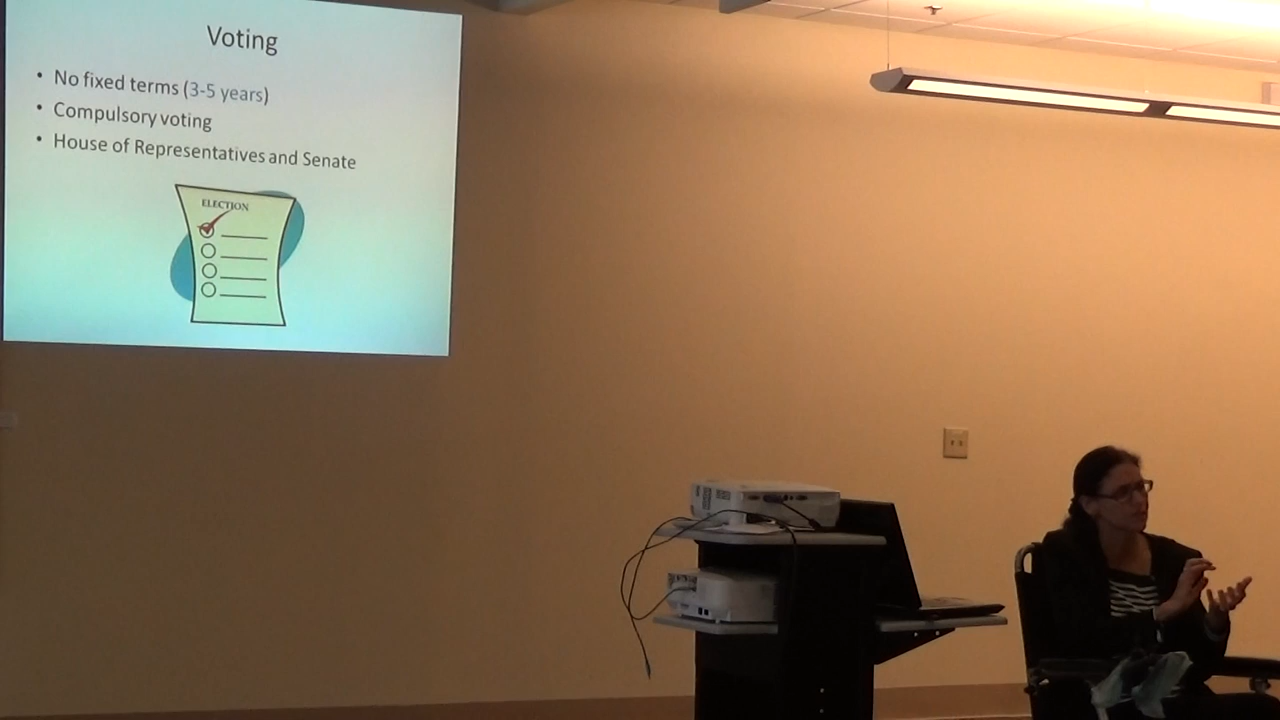 Voting
• No fixed terms (3-5 years)
• Compulsory voting
• House of Representatives and Senate
ELECTION